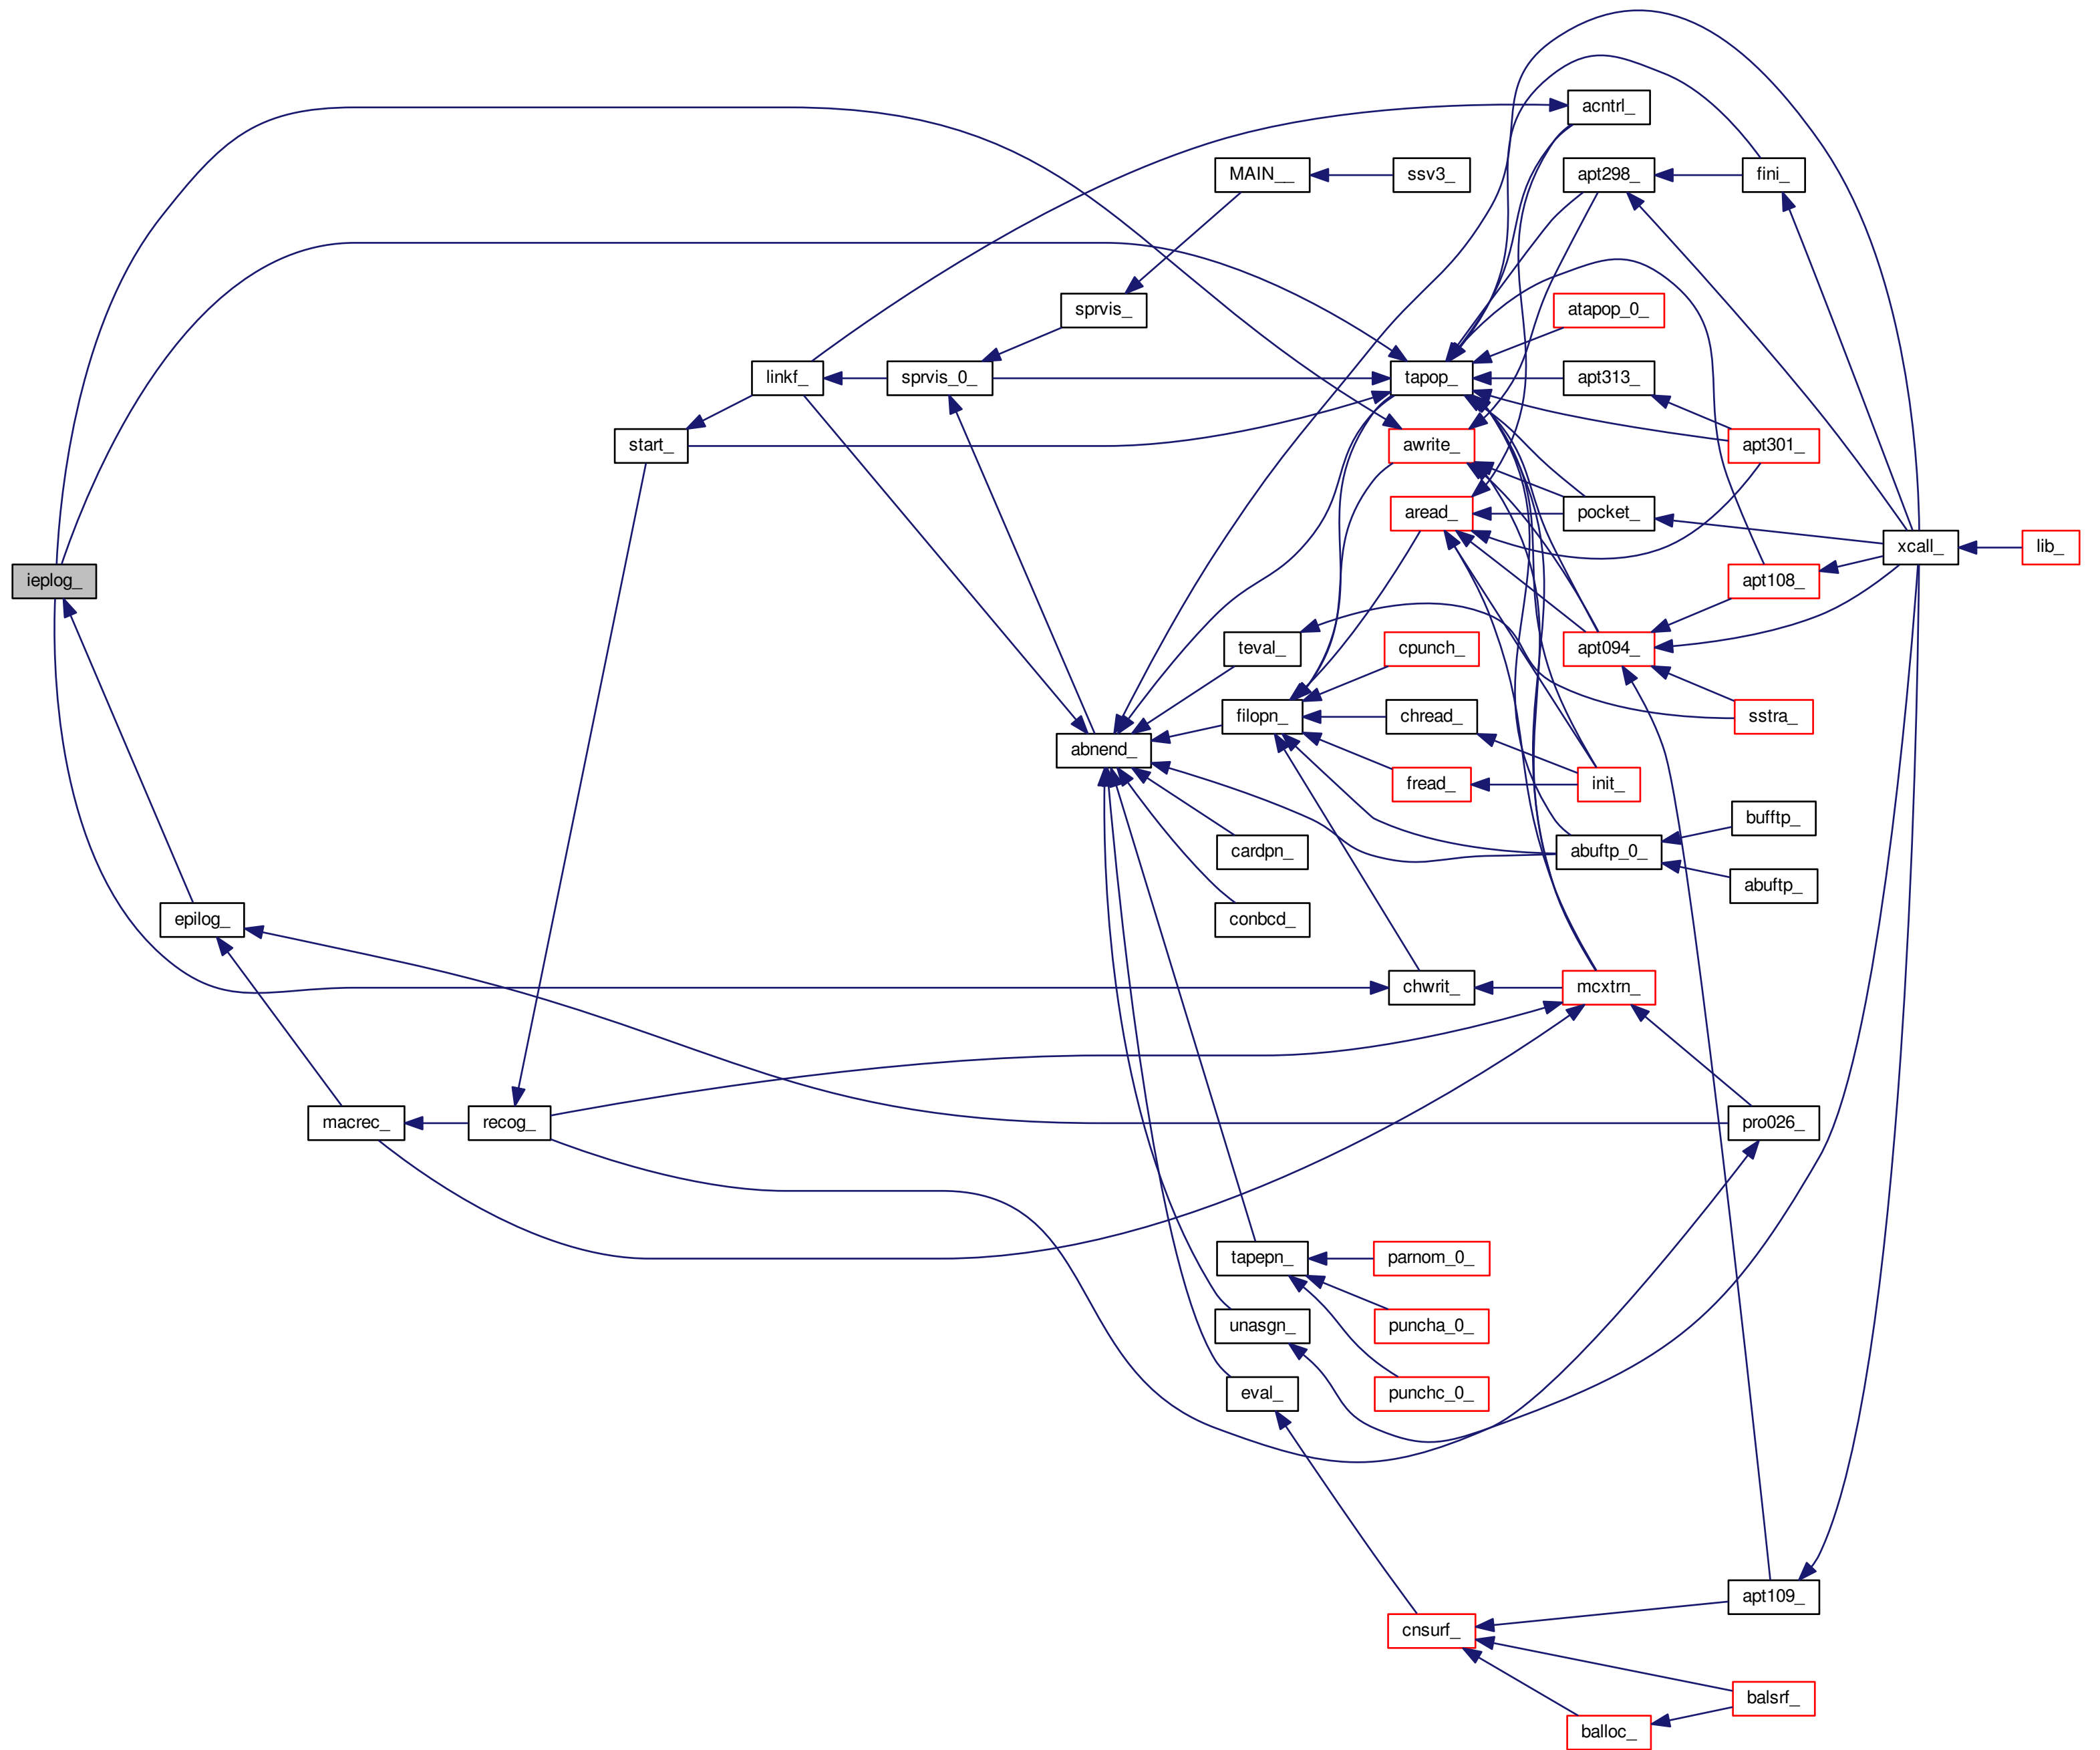 acntrl_
MAIN__
ssv3_
apt298_
fini_
sprvis_
atapop_0_
linkf_
sprvis_0_
tapop_
apt313_
start_
awrite_
apt301_
aread_
pocket_
xcall_
lib_
ieplog_
apt108_
teval_
cpunch_
apt094_
filopn_
chread_
sstra_
abnend_
fread_
init_
bufftp_
cardpn_
abuftp_0_
abuftp_
epilog_
conbcd_
chwrit_
mcxtrn_
macrec_
recog_
pro026_
tapepn_
parnom_0_
unasgn_
puncha_0_
eval_
punchc_0_
apt109_
cnsurf_
balsrf_
balloc_